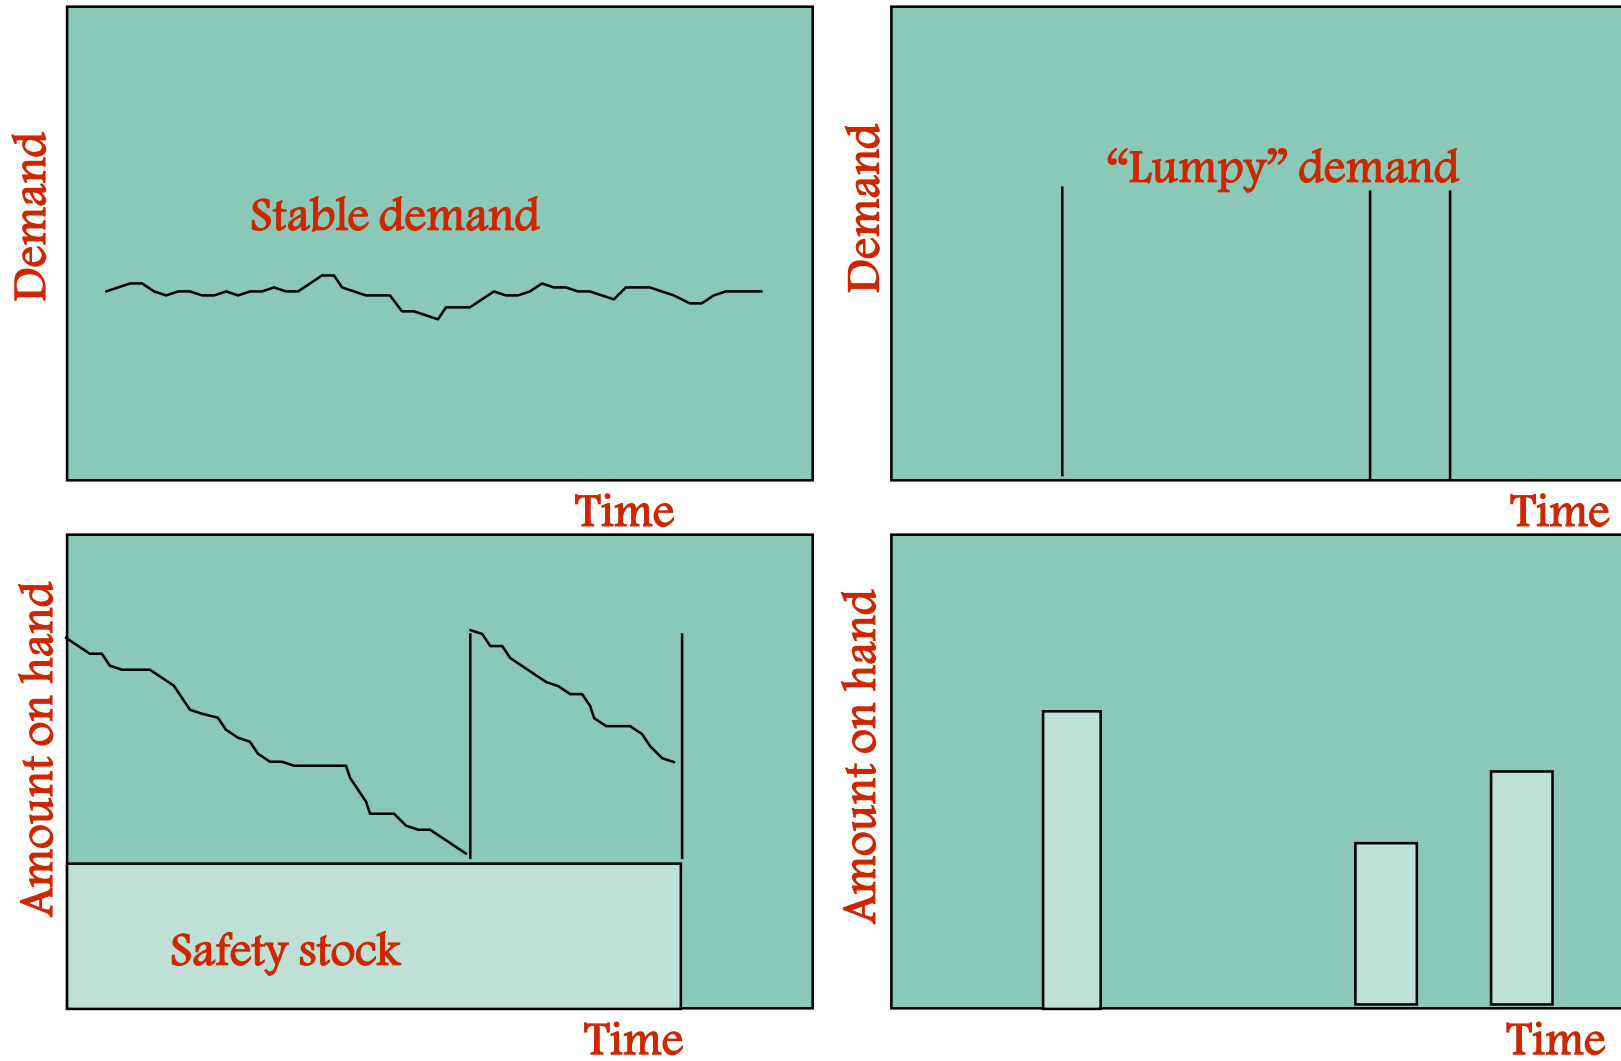 Demand
Stable demand
Time
Demand
“Lumpy” demand
Time
Amount on hand
Safety stock
Time
Amount on hand
Time